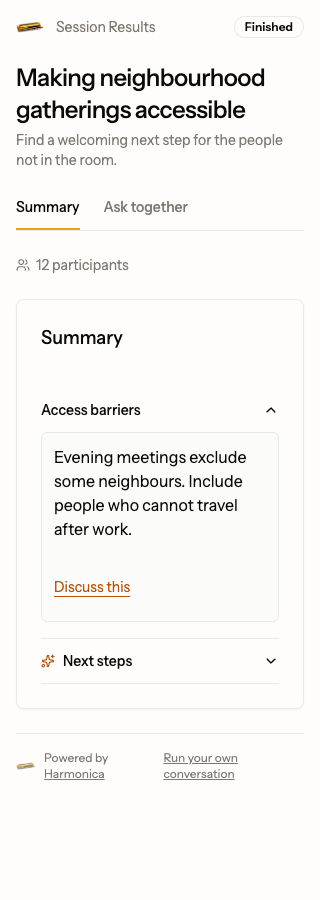 Session Results
Finished
Making neighbourhood
gatherings accessible
Find a welcoming next step for the people
not in the room.
Summary
Ask together
12 participants
Summary
Access barriers
Evening meetings exclude
some neighbours. Include
people who cannot travel
after work.
Discuss this
Next steps
Powered by
Harmonica
Run your own
conversation